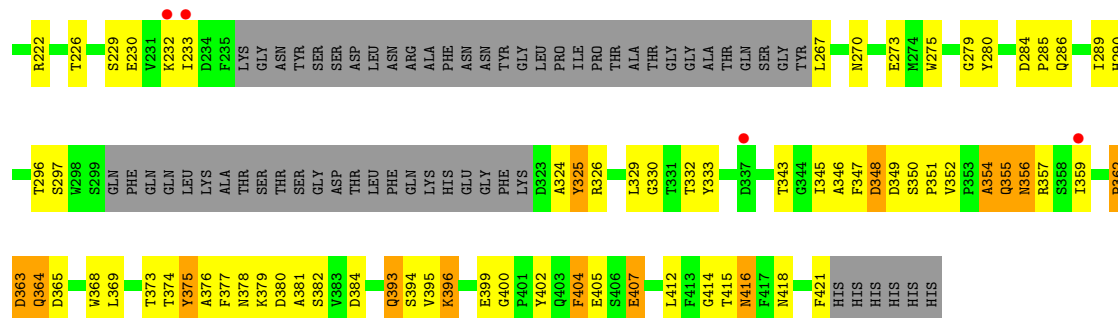 R222 T226 S229 E230 V231 K232 I233 D234 F235 LYS GLY ASN TYR SER SER ASP LEU ASN ARG ALA PHE ASN ASN TYR GLY LEU PRO ILE PRO THR ALA THR GLY GLY ALA THR GLN SER GLY TYR L267 N270 E273 M274 W275 G279 Y280 D284 P285 Q286 I289 H290
T296 S297 W298 S299 GLN PHE GLN GLN LEU LYS ALA THR SER THR SER GLY ASP THR LEU PHE GLN LYS HIS GLU GLY PHE LYS D323 A324 Y325 R326 L329 G330 T331 T332 Y333 D337 T343 G344 I345 A346 F347 D348 D349 S350 P351 V352 P353 A354 Q355 N356 R357 S358 I359
D363 Q364 D365 W368 L369 T373 T374 Y375 A376 F377 N378 K379 D380 A381 S382 V383 D384 Q393 S394 V395 K396 E399 G400 P401 Y402 Q403 F404 E405 S406 E407 L412 F413 G414 T415 N416 F417 N418 F421 HIS HIS HIS HIS HIS HIS